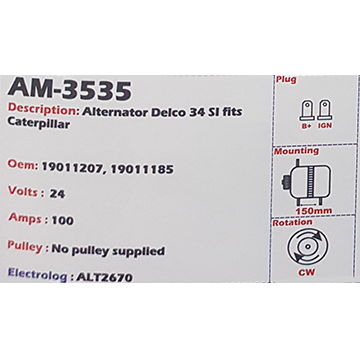 AM-3535
Description: Alternator Delco 34 SI fits
Caterpillar
Oem: 19011207, 19011185
Volts : 24
Amps : 100
Pulley : No pulley supplied
Electrolog : ALT2670
Plug
B+ IGN
Mounting
150mm
Rotation
CW